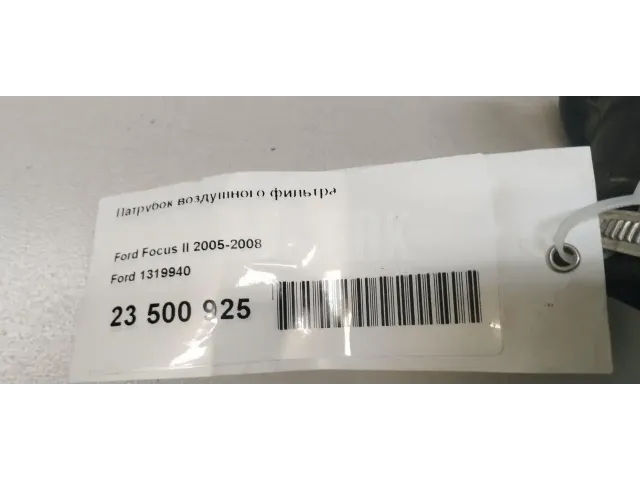 Патрубок воздушного фильтра
Ford Focus II 2005-2008
Ford 1319940
23 500 925